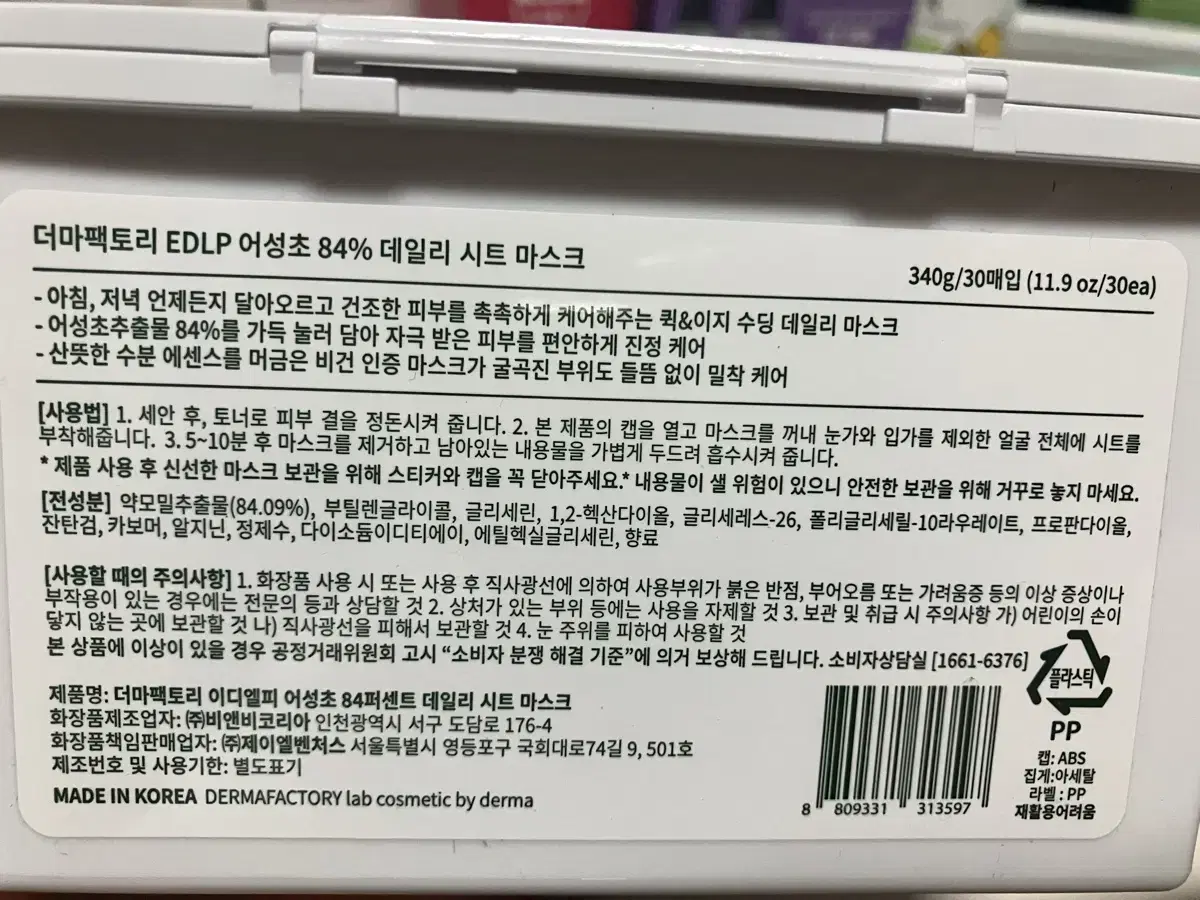 더마팩토리 EDLP 어성초 84% 데일리 시트 마스크
340g/30매입 (11.9 oz/30ea)
- 아침, 저녁 언제든지 달아오르고 건조한 피부를 촉촉하게 케어해주는 퀵&이지 수딩 데일리 마스크
- 어성초추출물 84%를 가득 눌러 담아 자극 받은 피부를 편안하게 진정 케어
- 산뜻한 수분 에센스를 머금은 비건 인증 마스크가 굴곡진 부위도 들뜸 없이 밀착 케어
[사용법] 1. 세안 후, 토너로 피부 결을 정돈시켜 줍니다. 2. 본 제품의 캡을 열고 마스크를 꺼내 눈가와 입가를 제외한 얼굴 전체에 시트를
부착해줍니다. 3. 5~10분 후 마스크를 제거하고 남아있는 내용물을 가볍게 두드려 흡수시켜 줍니다.
* 제품 사용 후 신선한 마스크 보관을 위해 스티커와 캡을 꼭 닫아주세요.* 내용물이 샐 위험이 있으니 안전한 보관을 위해 거꾸로 놓지 마세요.
[전성분] 약모밀추출물(84.09%), 부틸렌글라이콜, 글리세린, 1,2-헥산다이올, 글리세레스-26, 폴리글리세릴-10라우레이트, 프로판다이올,
잔탄검, 카보머, 알지닌, 정제수, 다이소듐이디티에이, 에틸헥실글리세린, 향료
[사용할 때의 주의사항] 1. 화장품 사용 시 또는 사용 후 직사광선에 의하여 사용부위가 붉은 반점, 부어오름 또는 가려움증 등의 이상 증상이나
부작용이 있는 경우에는 전문의 등과 상담할 것 2. 상처가 있는 부위 등에는 사용을 자제할 것 3. 보관 및 취급 시 주의사항 가) 어린이의 손이
닿지 않는 곳에 보관할 것 나) 직사광선을 피해서 보관할 것 4. 눈 주위를 피하여 사용할 것
본 상품에 이상이 있을 경우 공정거래위원회 고시 “소비자 분쟁 해결 기준”에 의거 보상해 드립니다. 소비자상담실 [1661-6376]
제품명: 더마팩토리 이디엘피 어성초 84퍼센트 데일리 시트 마스크
화장품제조업자: ㈜비앤비코리아 인천광역시 서구 도담로 176-4
화장품책임판매업자: ㈜제이엘벤처스 서울특별시 영등포구 국회대로74길 9, 501호
제조번호 및 사용기한: 별도표기
MADE IN KOREA DERMAFACTORY lab cosmetic by derma
8 809331 313597
플라스틱
PP
캡: ABS
집게:아세탈
라벨 : PP
재활용어려움